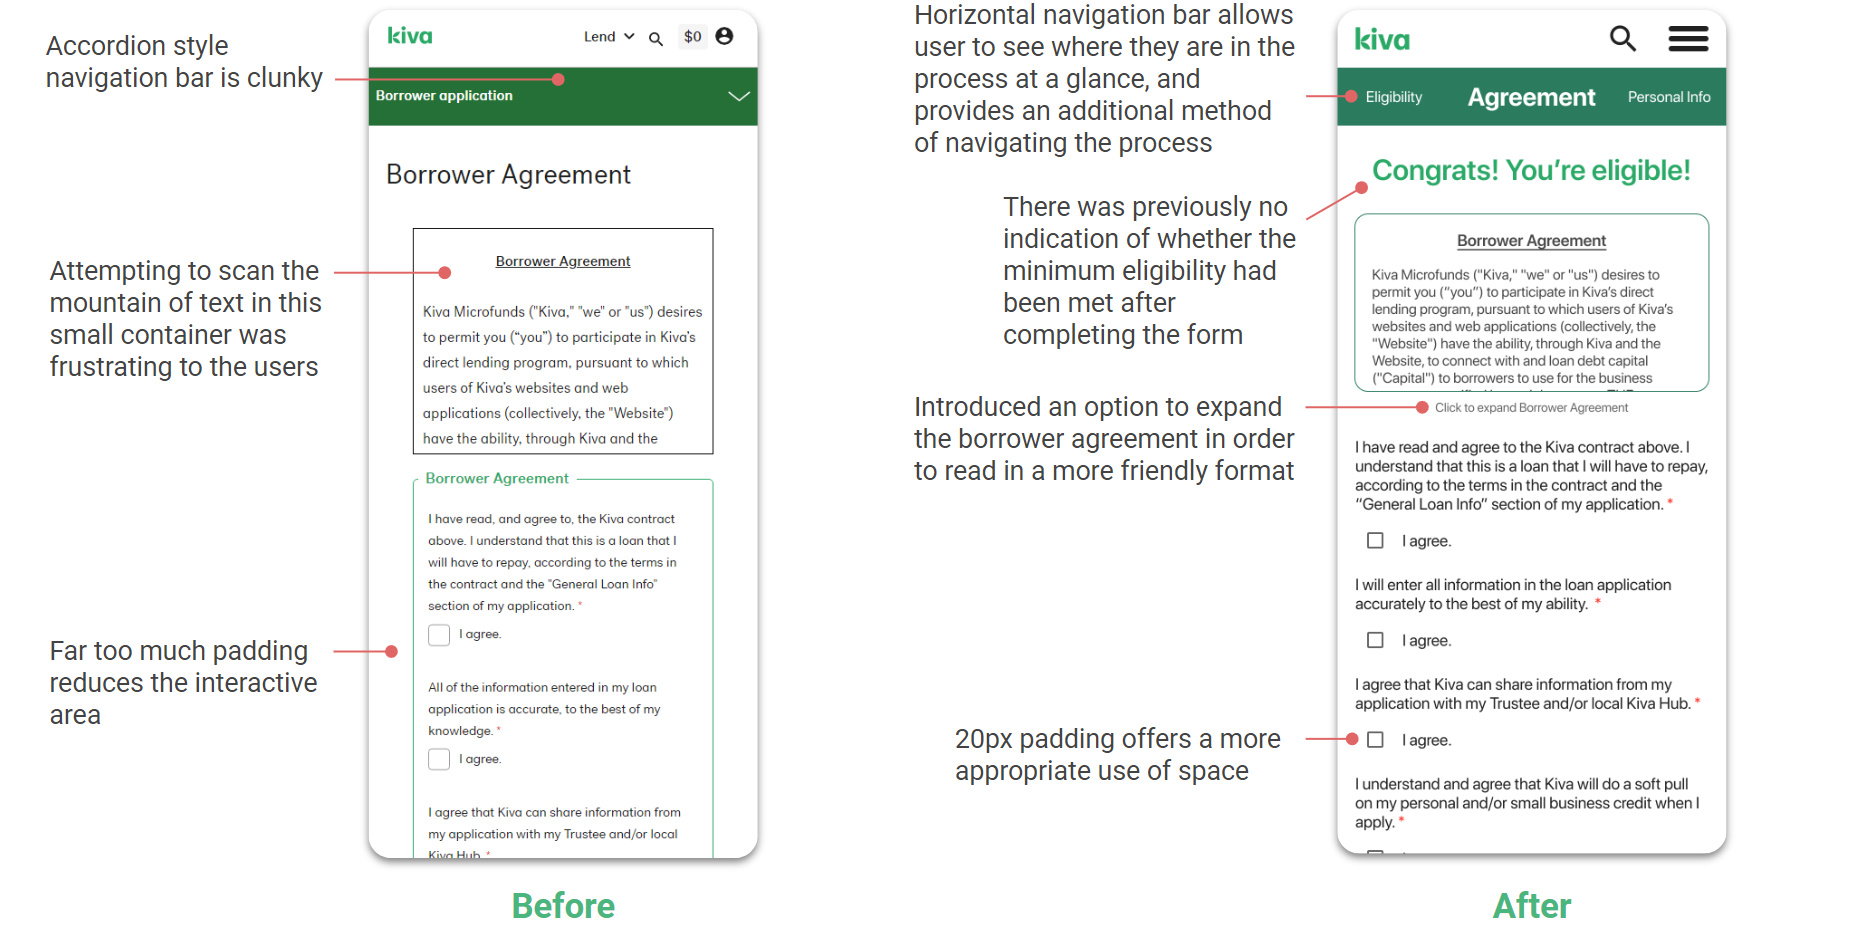 Accordion style
navigation bar is clunky
Attempting to scan the
mountain of text in this
small container was
frustrating to the users
Far too much padding
reduces the interactive
area
kiva
Lend
$0
Borrower application
Borrower Agreement
Borrower Agreement
Kiva Microfunds ("Kiva," "we" or "us") desires
to permit you (“you”) to participate in Kiva’s
direct lending program, pursuant to which
users of Kiva’s websites and web
applications (collectively, the "Website")
have the ability, through Kiva and the
Borrower Agreement
I have read, and agree to, the Kiva contract
above. I understand that this is a loan that I
will have to repay, according to the terms in
the contract and the "General Loan Info"
section of my application. *
I agree.
All of the information entered in my loan
application is accurate, to the best of my
knowledge. *
I agree.
I agree that Kiva can share information from
my application with my Trustee and/or local
Kiva Hub. *
Before
Horizontal navigation bar allows
user to see where they are in the
process at a glance, and
provides an additional method
of navigating the process
There was previously no
indication of whether the
minimum eligibility had
been met after
completing the form
Introduced an option to expand
the borrower agreement in order
to read in a more friendly format
20px padding offers a more
appropriate use of space
kiva
Eligibility
Agreement
Personal Info
Congrats! You’re eligible!
Borrower Agreement
Kiva Microfunds ("Kiva," "we" or "us") desires to
permit you (“you”) to participate in Kiva’s direct
lending program, pursuant to which users of Kiva’s
websites and web applications (collectively, the
"Website") have the ability, through Kiva and the
Website, to connect with and loan debt capital
("Capital") to borrowers to use for the business
Click to expand Borrower Agreement
I have read and agree to the Kiva contract above. I
understand that this is a loan that I will have to repay,
according to the terms in the contract and the
“General Loan Info” section of my application. *
I agree.
I will enter all information in the loan application
accurately to the best of my ability. *
I agree.
I agree that Kiva can share information from my
application with my Trustee and/or local Kiva Hub. *
I agree.
I understand and agree that Kiva will do a soft pull
on my personal and/or small business credit when I
apply. *
After